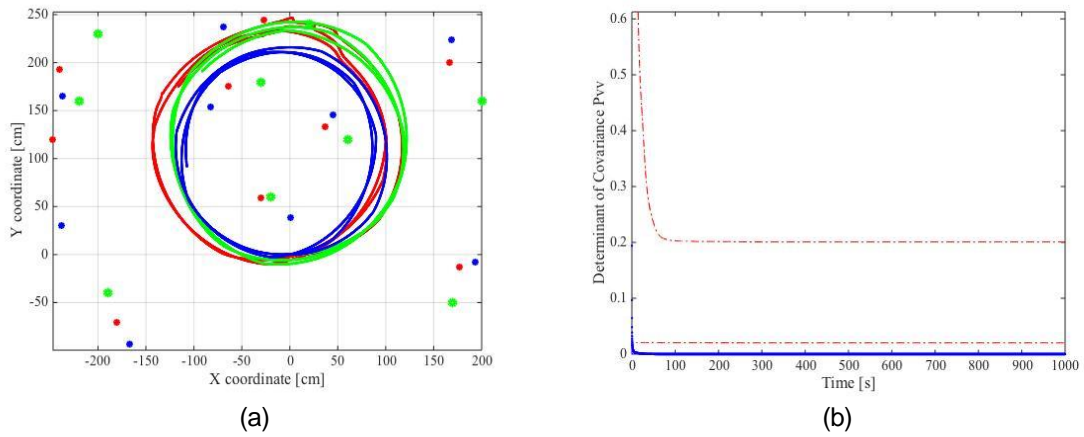 250
200
150
100
50
0
-50
-200 -150 -100 -50 0 50 100 150 200
X coordinate [cm]
Y coordinate [cm]
(a)
0.6
0.5
0.4
0.3
0.2
0.1
0
0 100 200 300 400 500 600 700 800 900 1000
Time [s]
Determinant of Covariance Pvv
(b)